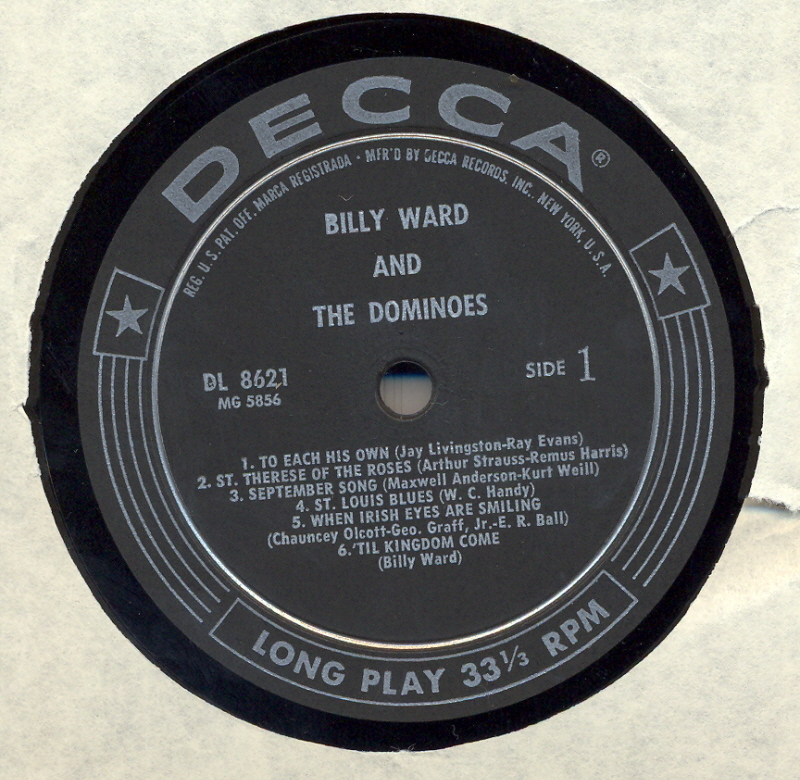 DECCA®
REG. U. S. PAT. OFF. MARCA REGISTRADA • MFR'D BY DECCA RECORDS, INC., NEW YORK, U.S.A.
BILLY WARD
AND
THE DOMINOES
DL 8621
MG 5856
SIDE 1
1. TO EACH HIS OWN (Jay Livingston-Ray Evans)
2. ST. THERESE OF THE ROSES (Arthur Strauss-Remus Harris)
3. SEPTEMBER SONG (Maxwell Anderson-Kurt Weill)
4. ST. LOUIS BLUES (W. C. Handy)
5. WHEN IRISH EYES ARE SMILING
(Chauncey Olcott-Geo. Graff, Jr.-E. R. Ball)
6. 'TIL KINGDOM COME
(Billy Ward)
LONG PLAY 33⅓ RPM